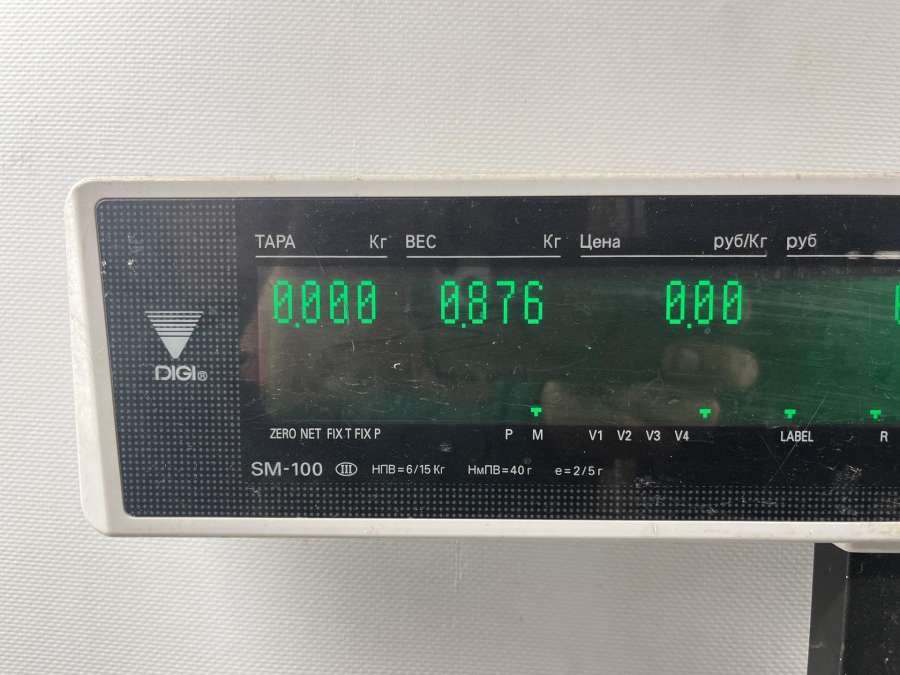 ТАРА Кг ВЕС Кг Цена руб/Кг руб
0.000 0.876 0.00
DIGI®
ZERO NET FIX T FIX P P M V1 V2 V3 V4 LABEL R
SM-100 III НПВ=6/15 Кг НмПВ=40 г e=2/5 г